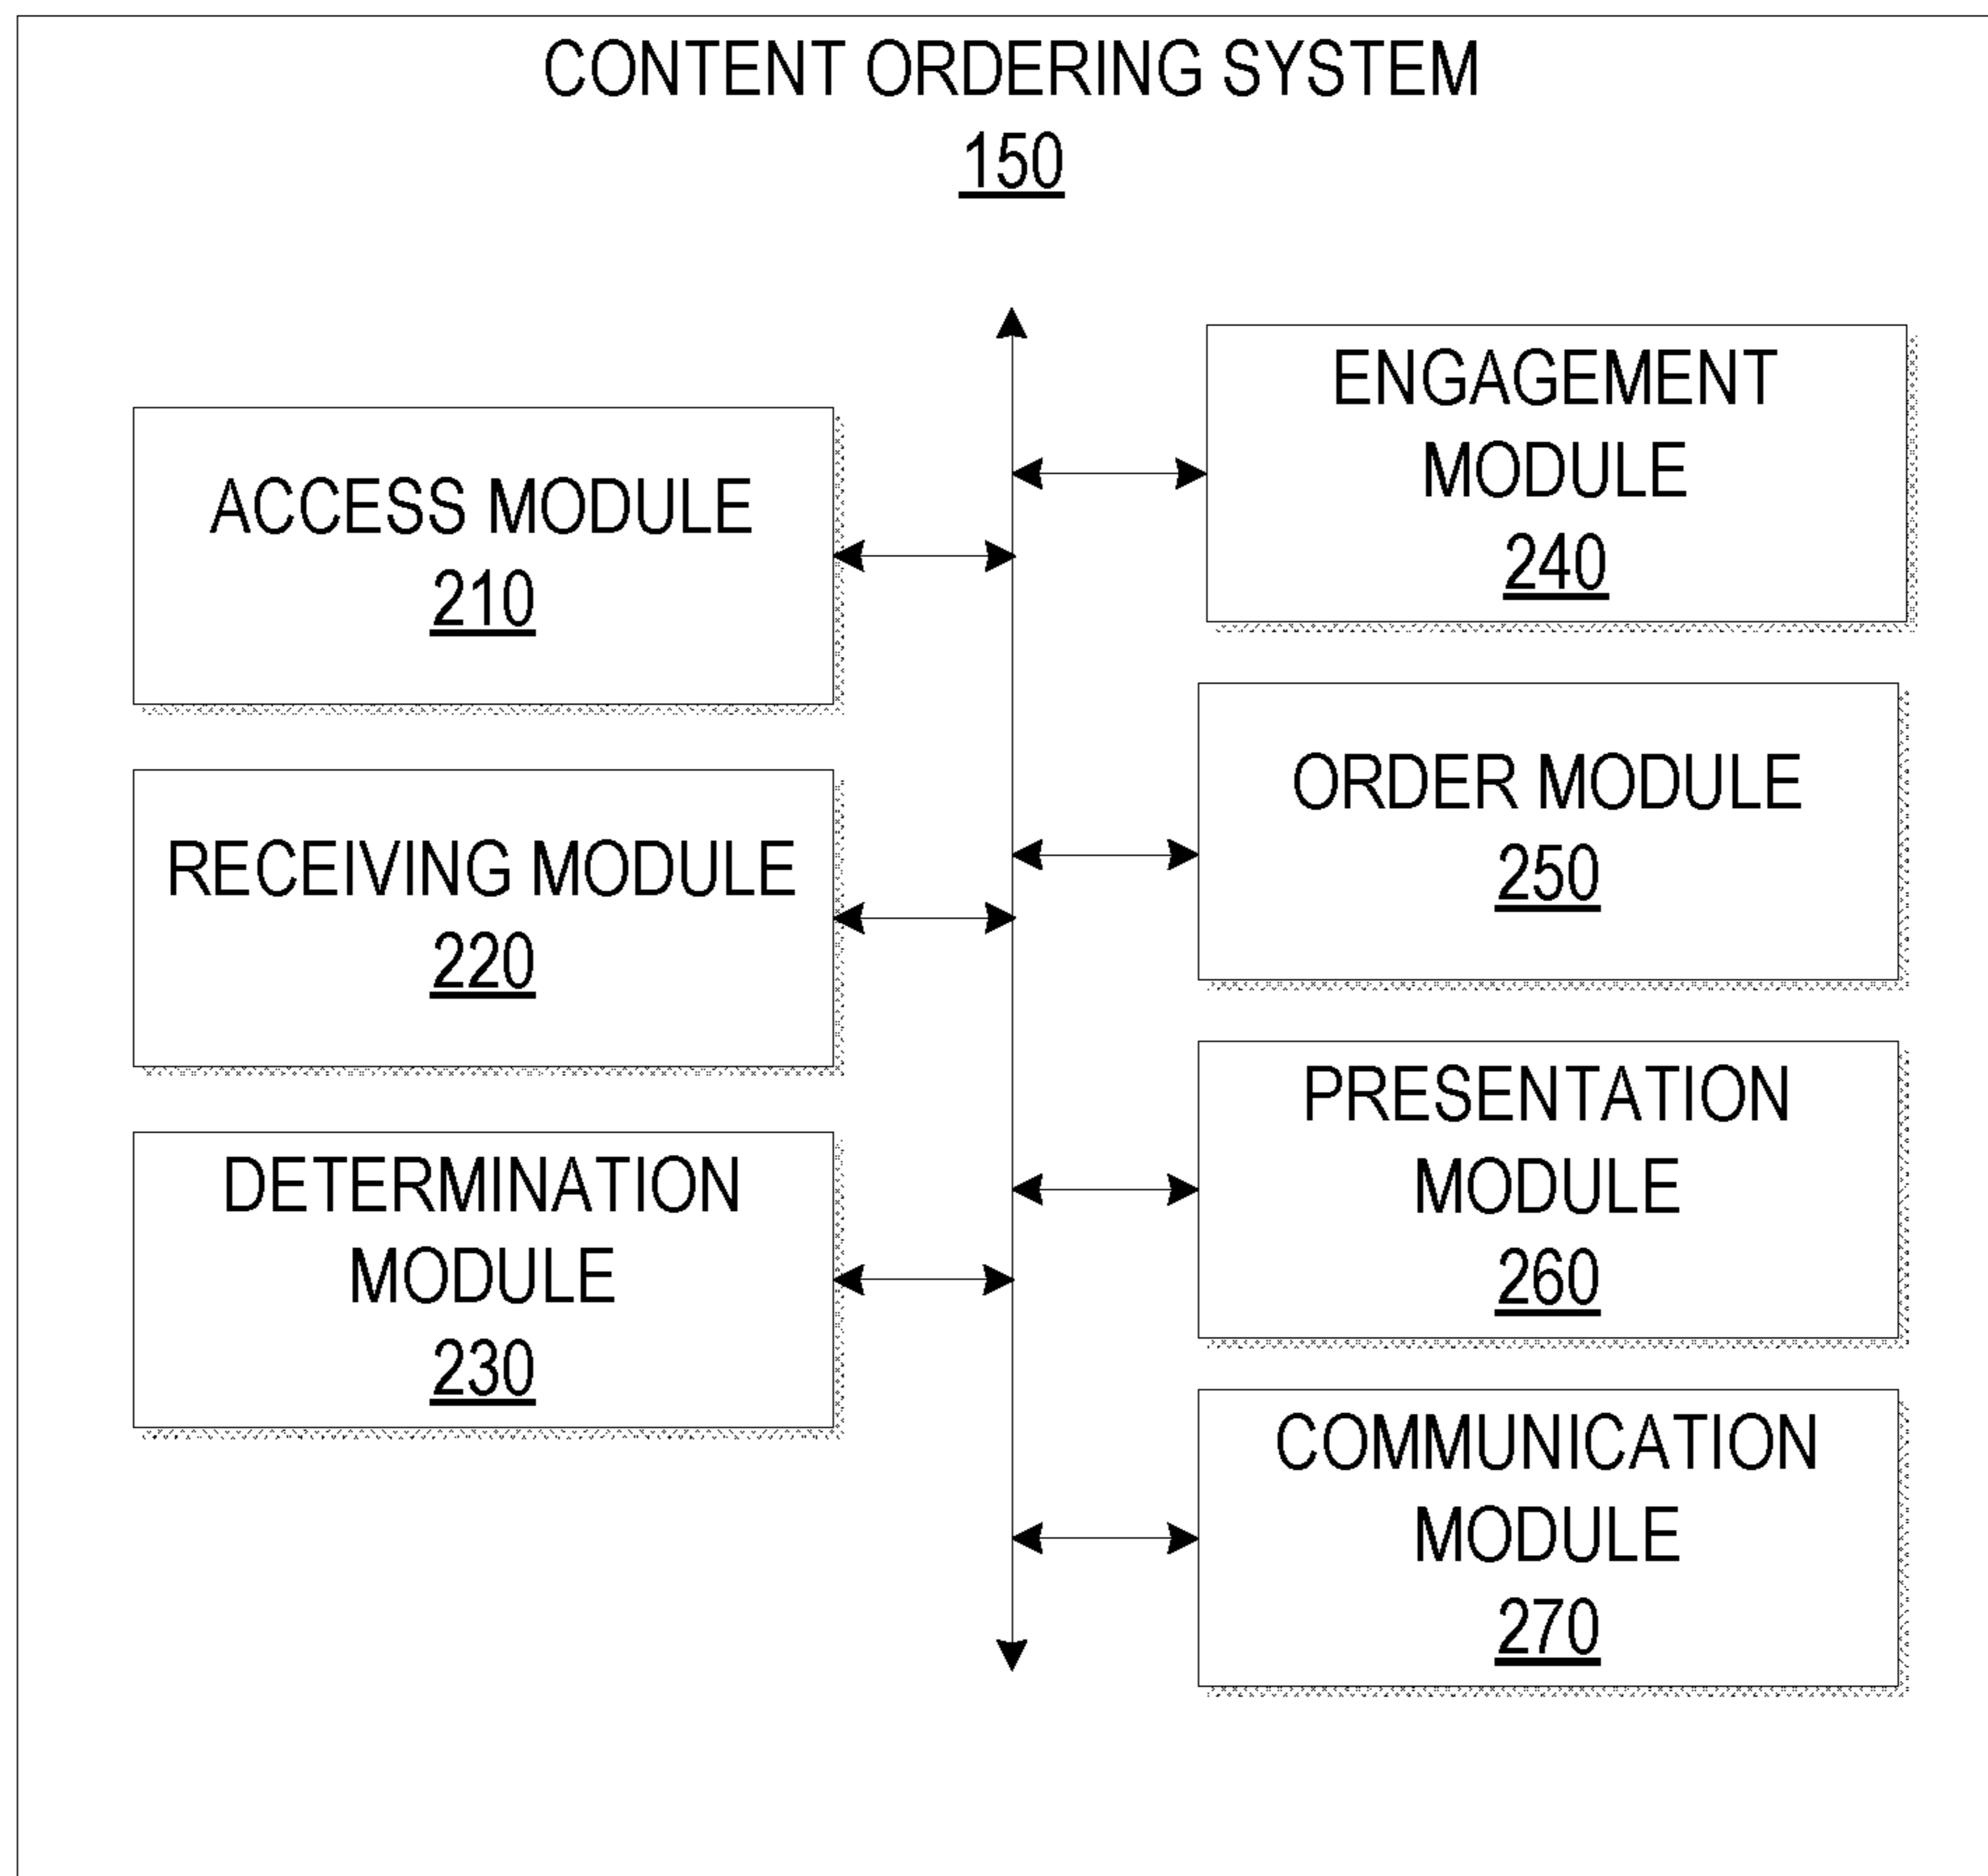 CONTENT ORDERING SYSTEM
150
ACCESS MODULE
210
RECEIVING MODULE
220
DETERMINATION
MODULE
230
ENGAGEMENT
MODULE
240
ORDER MODULE
250
PRESENTATION
MODULE
260
COMMUNICATION
MODULE
270